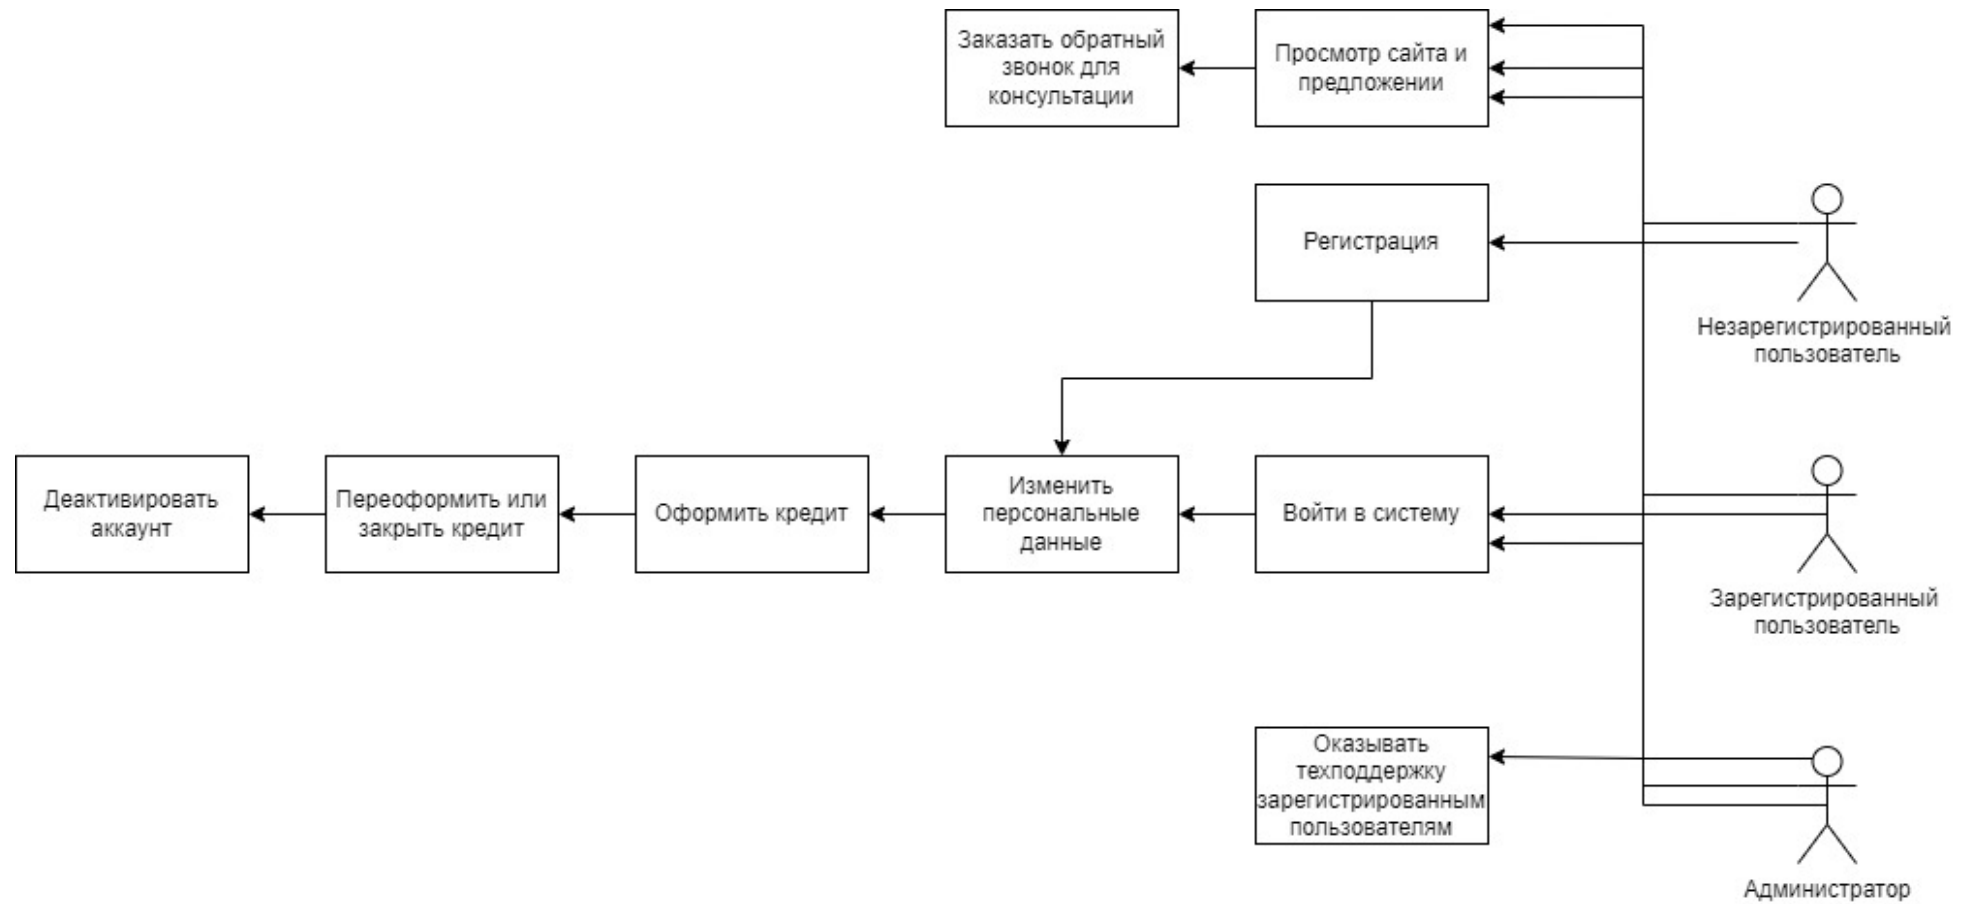 Заказать обратный
звонок для
консультации
Просмотр сайта и
предложении
Регистрация
Незарегистрированный
пользователь
Деактивировать
аккаунт
Переоформить или
закрыть кредит
Оформить кредит
Изменить
персональные
данные
Войти в систему
Зарегистрированный
пользователь
Оказывать
техподдержку
зарегистрированным
пользователям
Администратор